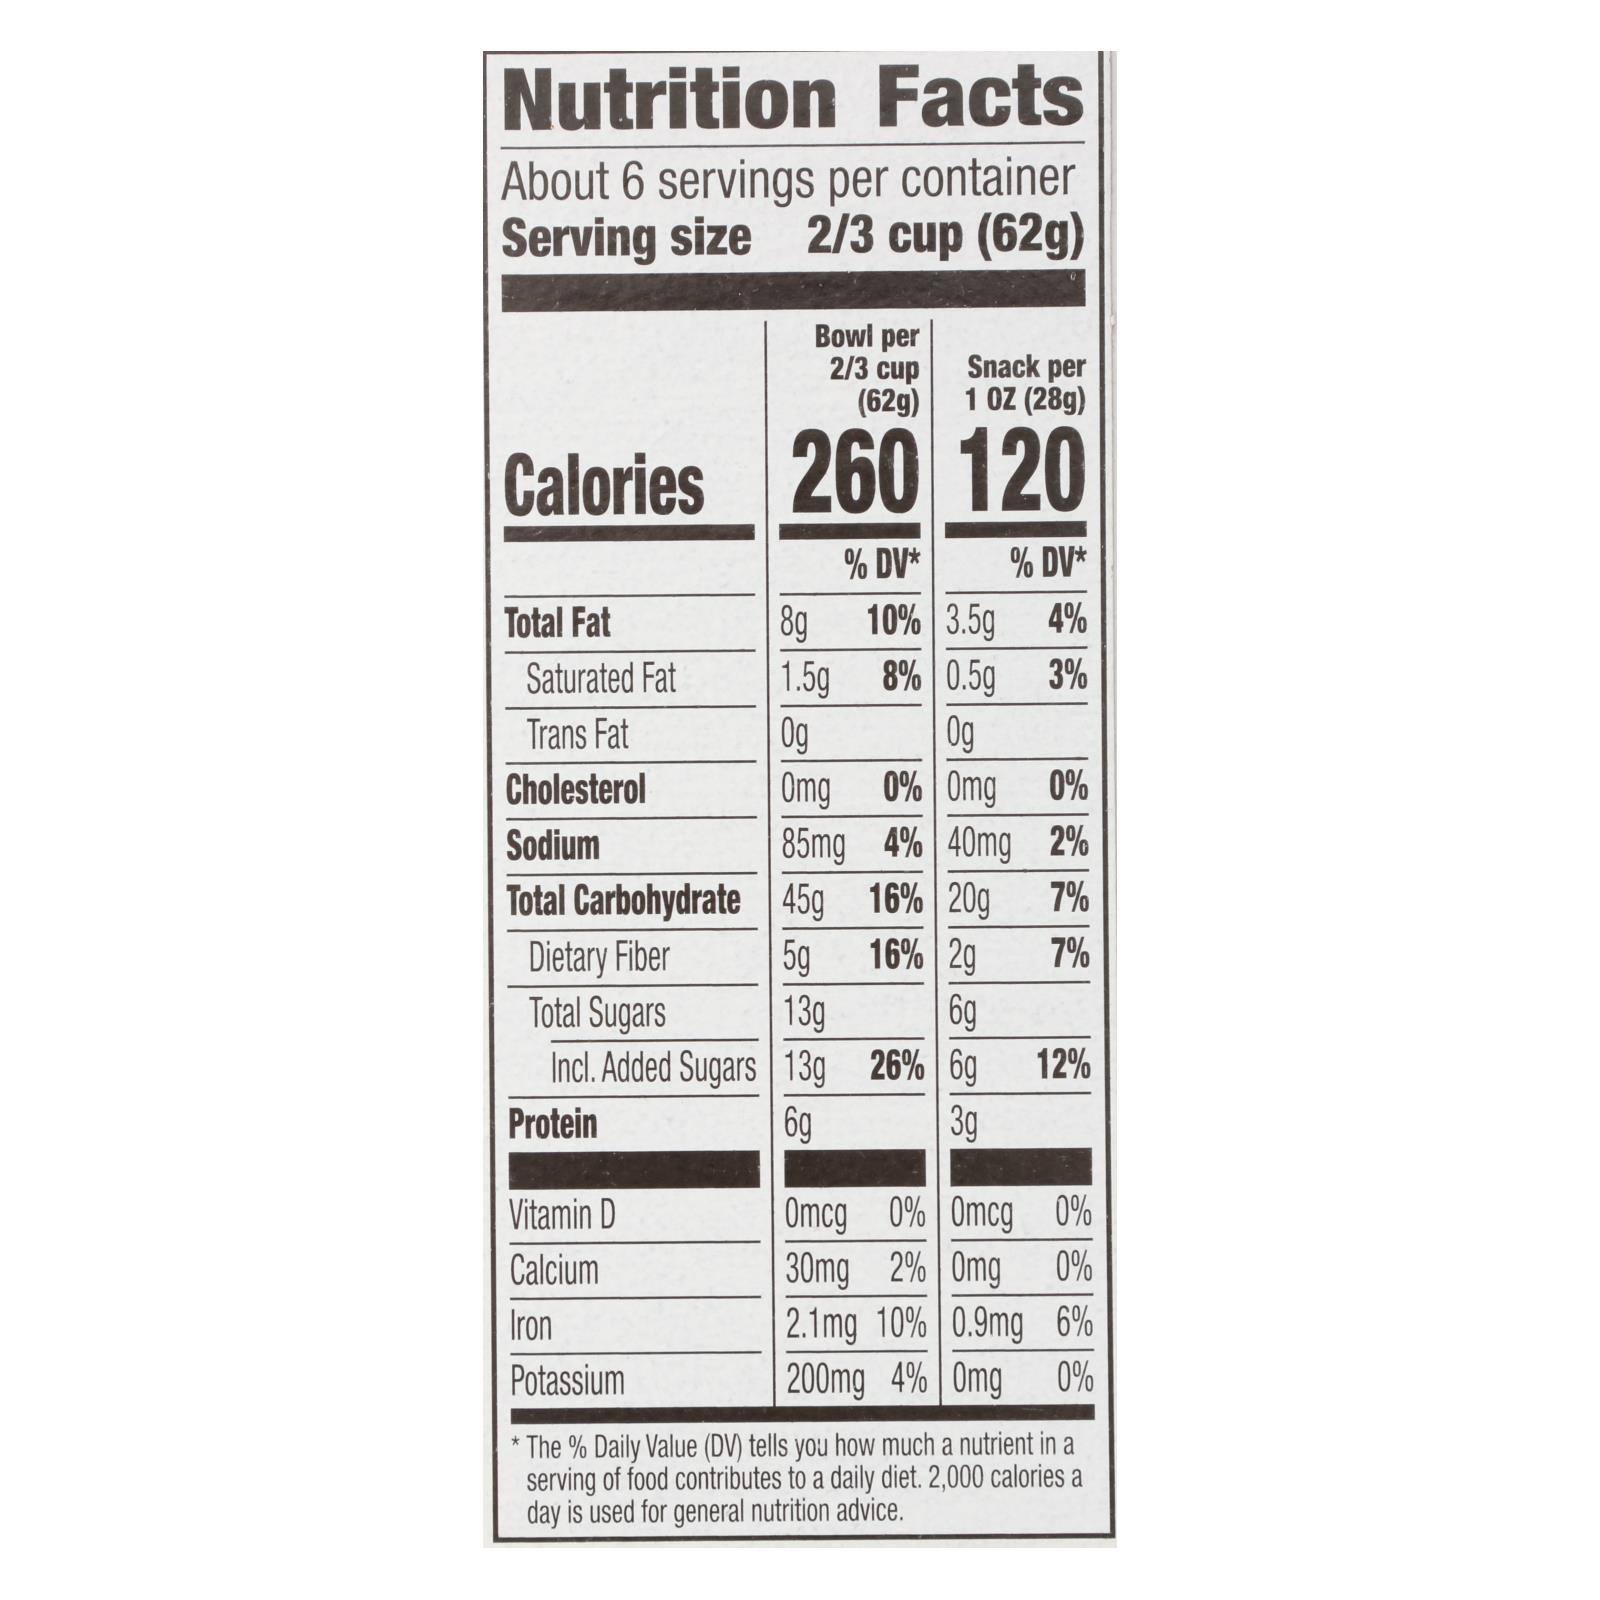 Nutrition Facts
About 6 servings per container
Serving size 2/3 cup (62g)
Bowl per
2/3 cup
(62g)
Snack per
1 OZ (28g)
Calories 260 120
% DV* % DV*
Total Fat 8g 10% 3.5g 4%
Saturated Fat 1.5g 8% 0.5g 3%
Trans Fat 0g 0g
Cholesterol 0mg 0% 0mg 0%
Sodium 85mg 4% 40mg 2%
Total Carbohydrate 45g 16% 20g 7%
Dietary Fiber 5g 16% 2g 7%
Total Sugars 13g 6g
Incl. Added Sugars 13g 26% 6g 12%
Protein 6g 3g
Vitamin D 0mcg 0% 0mcg 0%
Calcium 30mg 2% 0mg 0%
Iron 2.1mg 10% 0.9mg 6%
Potassium 200mg 4% 0mg 0%
* The % Daily Value (DV) tells you how much a nutrient in a
serving of food contributes to a daily diet. 2,000 calories a
day is used for general nutrition advice.